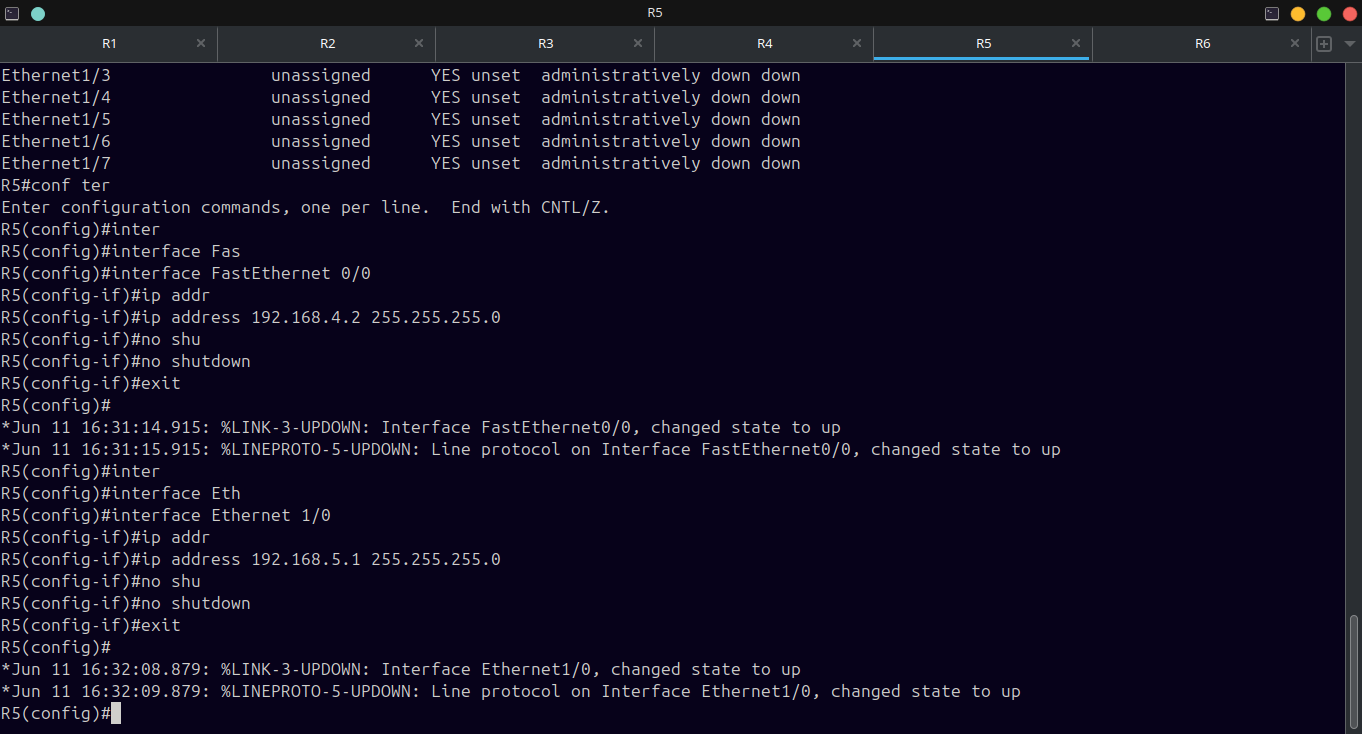 R5
R1 R2 R3 R4 R5 R6
Ethernet1/3                unassigned      YES unset  administratively down down
Ethernet1/4                unassigned      YES unset  administratively down down
Ethernet1/5                unassigned      YES unset  administratively down down
Ethernet1/6                unassigned      YES unset  administratively down down
Ethernet1/7                unassigned      YES unset  administratively down down
R5#conf ter
Enter configuration commands, one per line.  End with CNTL/Z.
R5(config)#inter
R5(config)#interface Fas
R5(config)#interface FastEthernet 0/0
R5(config-if)#ip addr
R5(config-if)#ip address 192.168.4.2 255.255.255.0
R5(config-if)#no shu
R5(config-if)#no shutdown
R5(config-if)#exit
R5(config)#
*Jun 11 16:31:14.915: %LINK-3-UPDOWN: Interface FastEthernet0/0, changed state to up
*Jun 11 16:31:15.915: %LINEPROTO-5-UPDOWN: Line protocol on Interface FastEthernet0/0, changed state to up
R5(config)#inter
R5(config)#interface Eth
R5(config)#interface Ethernet 1/0
R5(config-if)#ip addr
R5(config-if)#ip address 192.168.5.1 255.255.255.0
R5(config-if)#no shu
R5(config-if)#no shutdown
R5(config-if)#exit
R5(config)#
*Jun 11 16:32:08.879: %LINK-3-UPDOWN: Interface Ethernet1/0, changed state to up
*Jun 11 16:32:09.879: %LINEPROTO-5-UPDOWN: Line protocol on Interface Ethernet1/0, changed state to up
R5(config)#